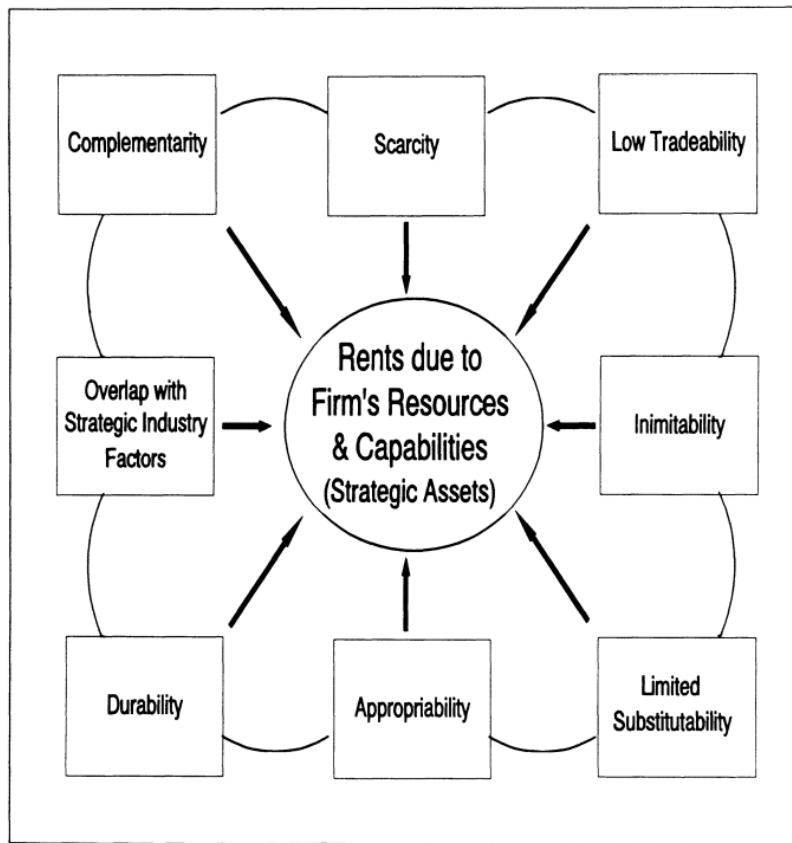 Complementarity
Scarcity
Low Tradeability
Overlap with
Strategic Industry
Factors
Rents due to
Firm's Resources
& Capabilities
(Strategic Assets)
Inimitability
Durability
Appropriability
Limited
Substitutability